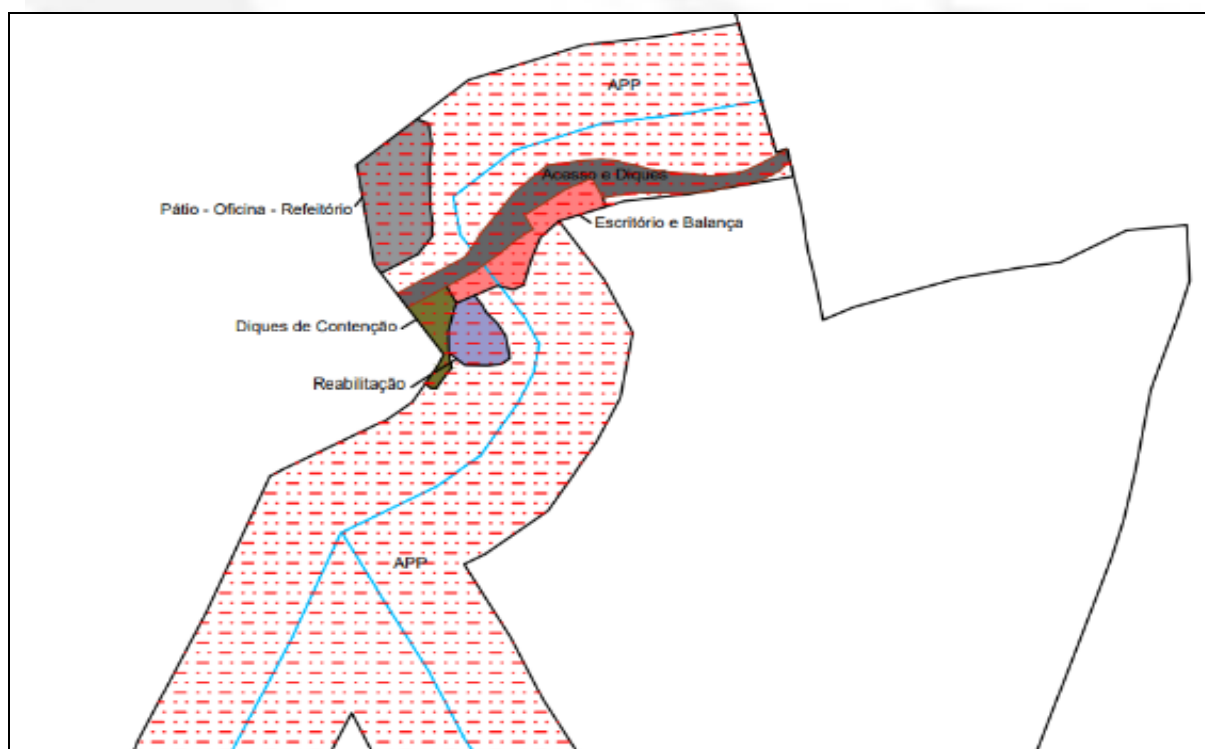 APP
Acesso e Diques
Pátio - Oficina - Refeitório
Escritório e Balança
Diques de Contenção
Reabilitação
APP